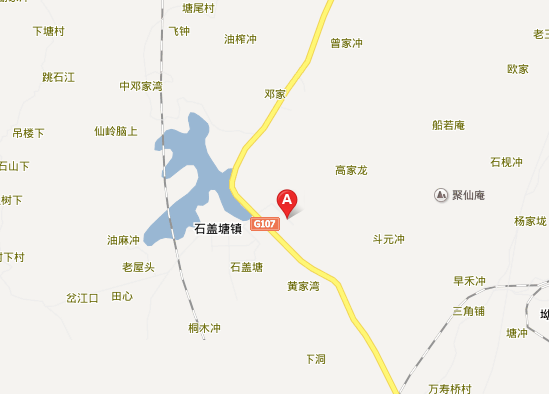 塘尾村
下塘村
飞钟
油榨冲
曾家冲
老三
欧家
跳石江
中邓家湾
邓家
船若庵
吊楼下
仙岭脑上
石山下
高家龙
石枧冲
聚仙庵
树下
杨家垅
A
G107
石盖塘镇
油麻冲
斗元冲
村下村
老屋头
石盖塘
早禾冲
岔江口
田心
黄家湾
三角铺
坳
桐木冲
塘冲
下洞
万寿桥村